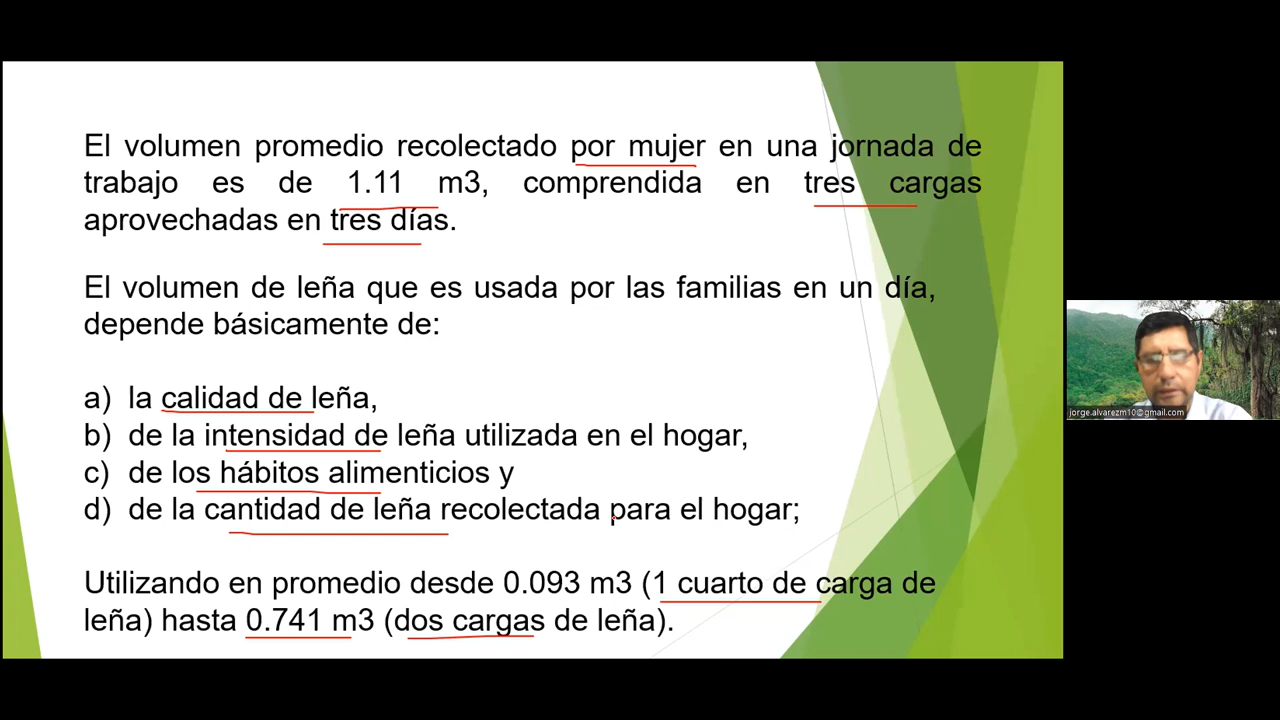 El volumen promedio recolectado por mujer en una jornada de
trabajo es de 1.11 m3, comprendida en tres cargas
aprovechadas en tres días.
El volumen de leña que es usada por las familias en un día,
depende básicamente de:
a) la calidad de leña,
b) de la intensidad de leña utilizada en el hogar,
c) de los hábitos alimenticios y
d) de la cantidad de leña recolectada para el hogar;
Utilizando en promedio desde 0.093 m3 (1 cuarto de carga de
leña) hasta 0.741 m3 (dos cargas de leña).
jorge.alvarezm10@gmail.com